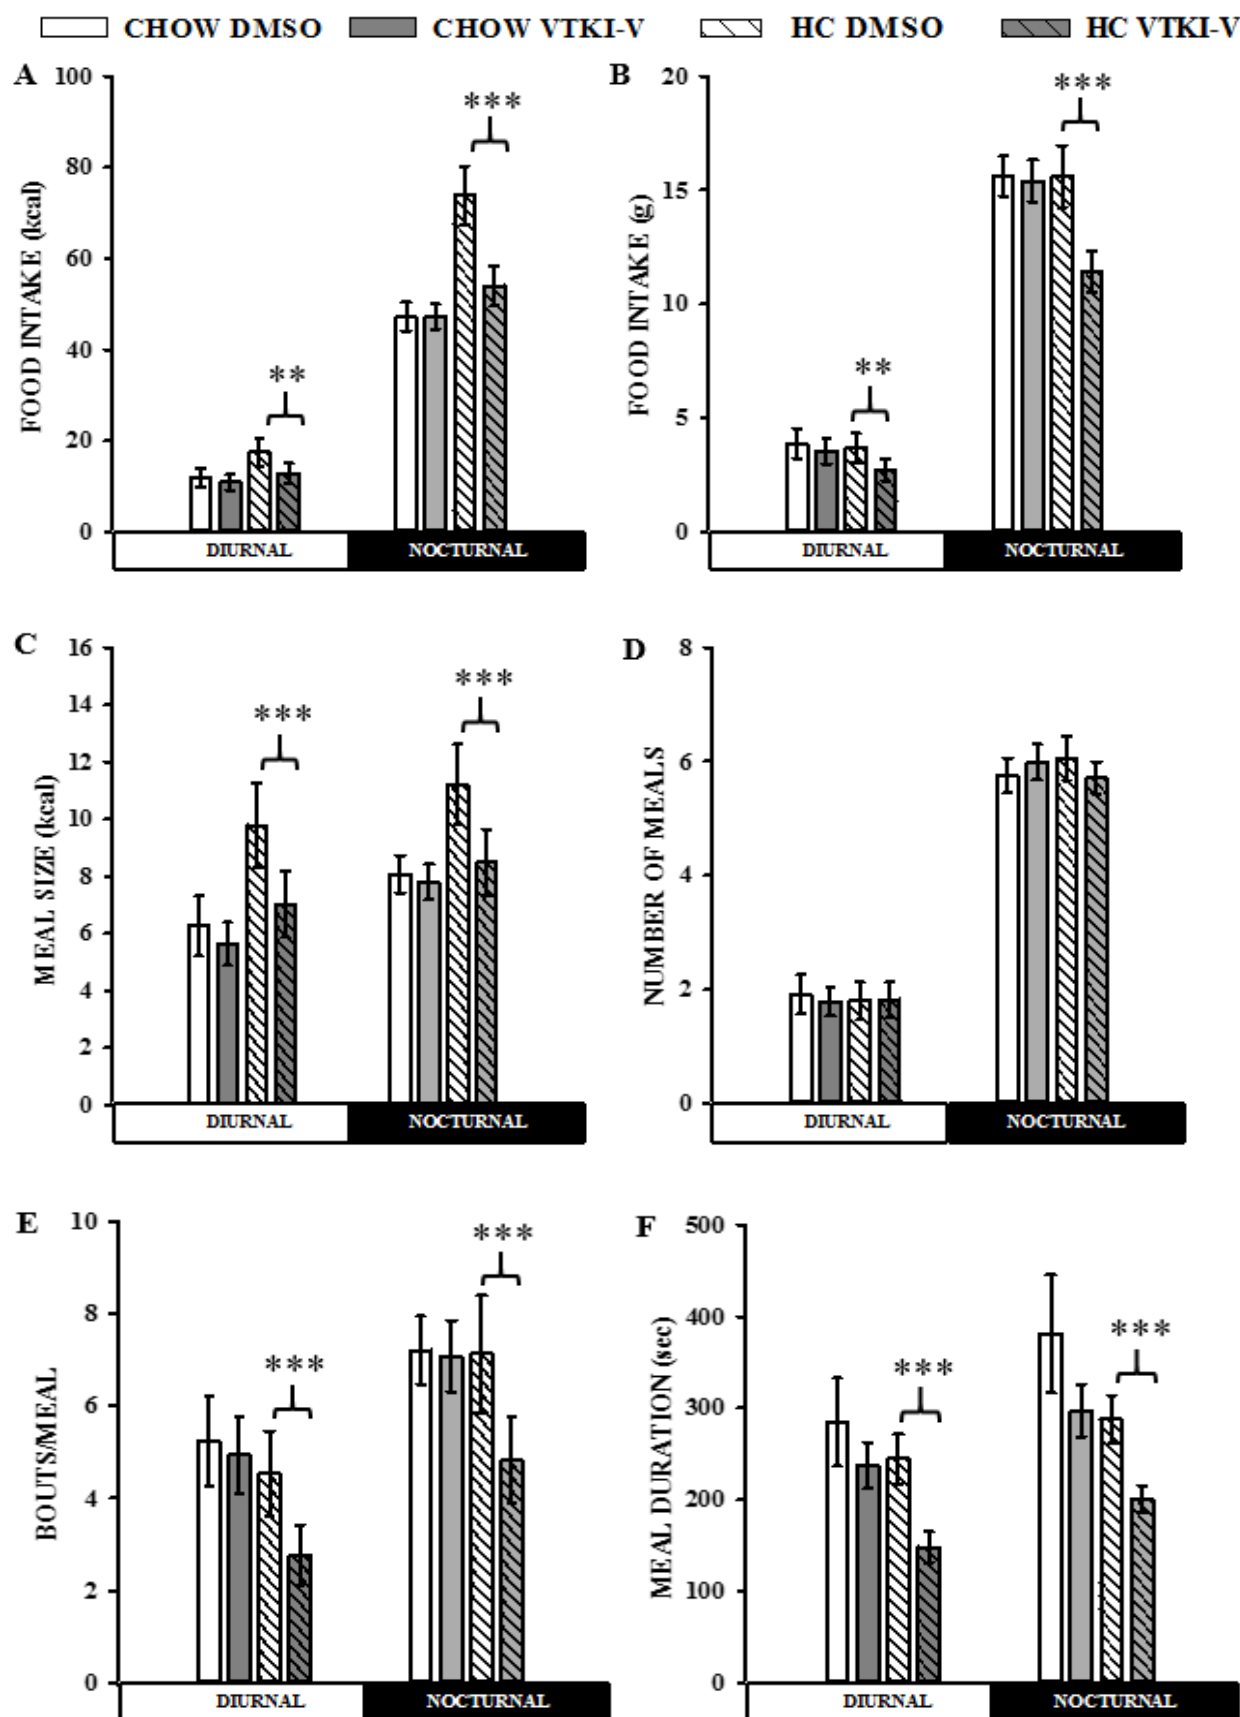 CHOW DMSO CHOW VTKI-V HC DMSO HC VTKI-V
A
FOOD INTAKE (kcal)
100
80
60
40
20
0
**
***
DIURNAL NOCTURNAL
B
FOOD INTAKE (g)
20
15
10
5
0
**
***
DIURNAL NOCTURNAL
C
MEAL SIZE (kcal)
16
14
12
10
8
6
4
2
0
***
***
DIURNAL NOCTURNAL
D
NUMBER OF MEALS
8
6
4
2
0
DIURNAL NOCTURNAL
E
BOUTS/MEAL
10
8
6
4
2
0
***
***
DIURNAL NOCTURNAL
F
MEAL DURATION (sec)
500
400
300
200
100
0
***
***
DIURNAL NOCTURNAL